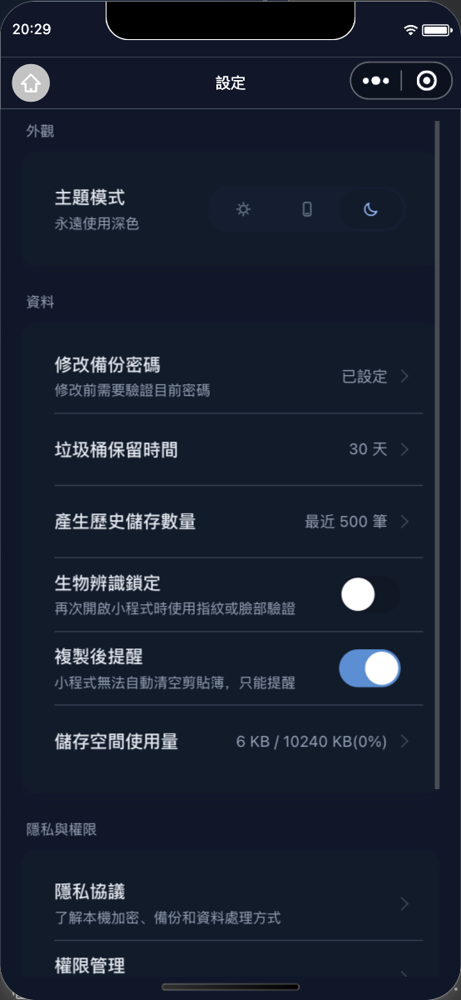 20:29
設定
外觀
主題模式
永遠使用深色
資料
修改備份密碼
已設定
修改前需要驗證目前密碼
垃圾桶保留時間
30 天
產生歷史儲存數量
最近 500 筆
生物辨識鎖定
再次開啟小程式時使用指紋或臉部驗證
複製後提醒
小程式無法自動清空剪貼簿，只能提醒
儲存空間使用量
6 KB / 10240 KB(0%)
隱私與權限
隱私協議
了解本機加密、備份和資料處理方式
權限管理